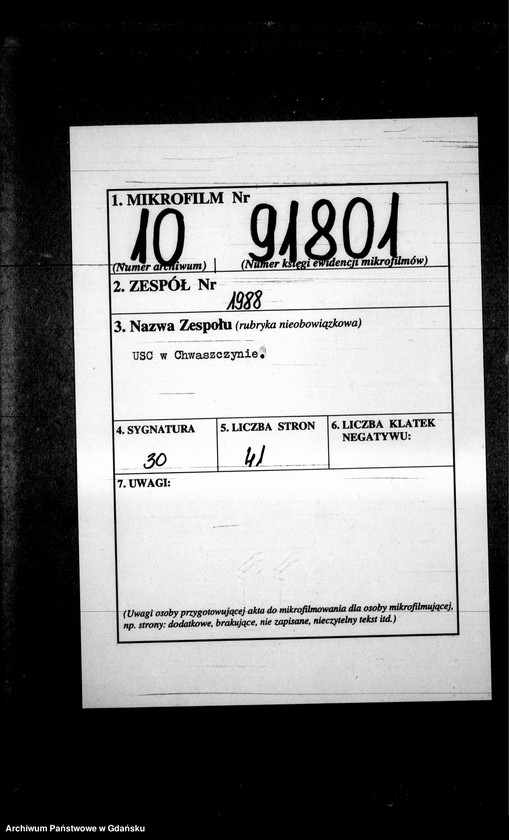 1. MIKROFILM Nr
10 91801
(Numer archiwum) (Numer księgi ewidencji mikrofilmów)
2. ZESPÓŁ Nr
1988
3. Nazwa Zespołu (rubryka nieobowiązkowa)
USC w Chwaszczynie.
4. SYGNATURA
30
5. LICZBA STRON
41
6. LICZBA KLATEK
NEGATYWU:
7. UWAGI:
(Uwagi osoby przygotowującej akta do mikrofilmowania dla osoby mikrofilmującej,
np. strony: dodatkowe, brakujące, nie zapisane, nieczytelny tekst itd.)
Archiwum Państwowe w Gdańsku